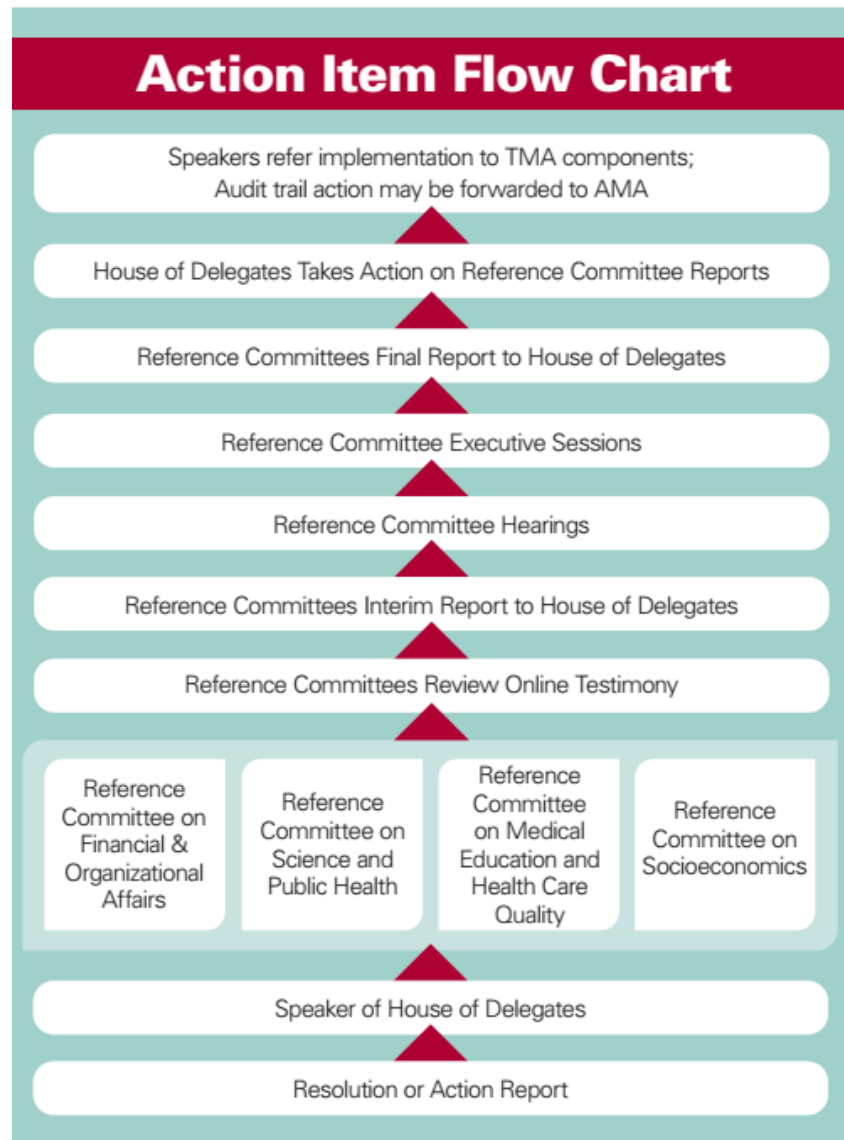 Action Item Flow Chart
Speakers refer implementation to TMA components;
Audit trail action may be forwarded to AMA
House of Delegates Takes Action on Reference Committee Reports
Reference Committees Final Report to House of Delegates
Reference Committee Executive Sessions
Reference Committee Hearings
Reference Committees Interim Report to House of Delegates
Reference Committees Review Online Testimony
Reference
Committee on
Financial &
Organizational
Affairs
Reference
Committee on
Science and
Public Health
Reference
Committee
on Medical
Education and
Health Care
Quality
Reference
Committee on
Socioeconomics
Speaker of House of Delegates
Resolution or Action Report